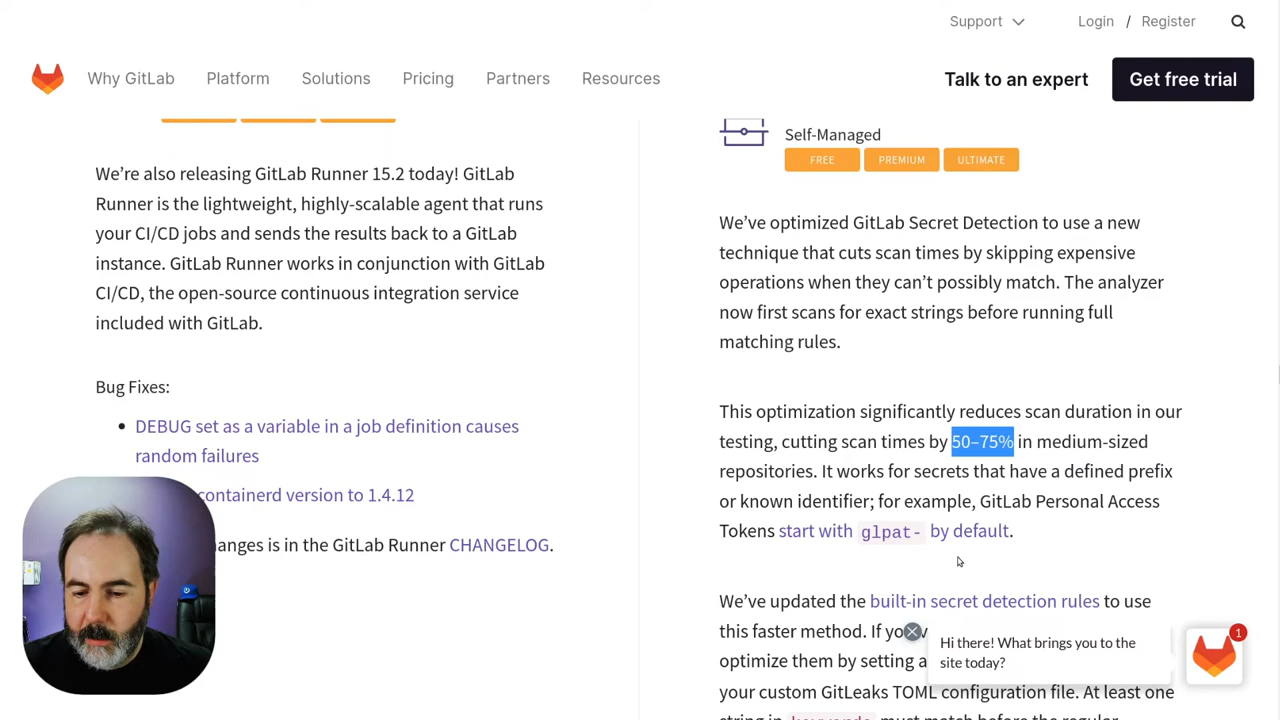 Support
Login / Register
Why GitLab
Platform
Solutions
Pricing
Partners
Resources
Talk to an expert
Get free trial
We’re also releasing GitLab Runner 15.2 today! GitLab
Runner is the lightweight, highly-scalable agent that runs
your CI/CD jobs and sends the results back to a GitLab
instance. GitLab Runner works in conjunction with GitLab
CI/CD, the open-source continuous integration service
included with GitLab.
Bug Fixes:
DEBUG set as a variable in a job definition causes
random failures
containerd version to 1.4.12
hanges is in the GitLab Runner CHANGELOG.
Self-Managed
FREE
PREMIUM
ULTIMATE
We’ve optimized GitLab Secret Detection to use a new
technique that cuts scan times by skipping expensive
operations when they can’t possibly match. The analyzer
now first scans for exact strings before running full
matching rules.
This optimization significantly reduces scan duration in our
testing, cutting scan times by 50–75% in medium-sized
repositories. It works for secrets that have a defined prefix
or known identifier; for example, GitLab Personal Access
Tokens start with glpat- by default.
We’ve updated the built-in secret detection rules to use
this faster method. If you
optimize them by setting a
your custom GitLeaks TOML configuration file. At least one
string in keywords must match before the regular
Hi there! What brings you to the
site today?
1